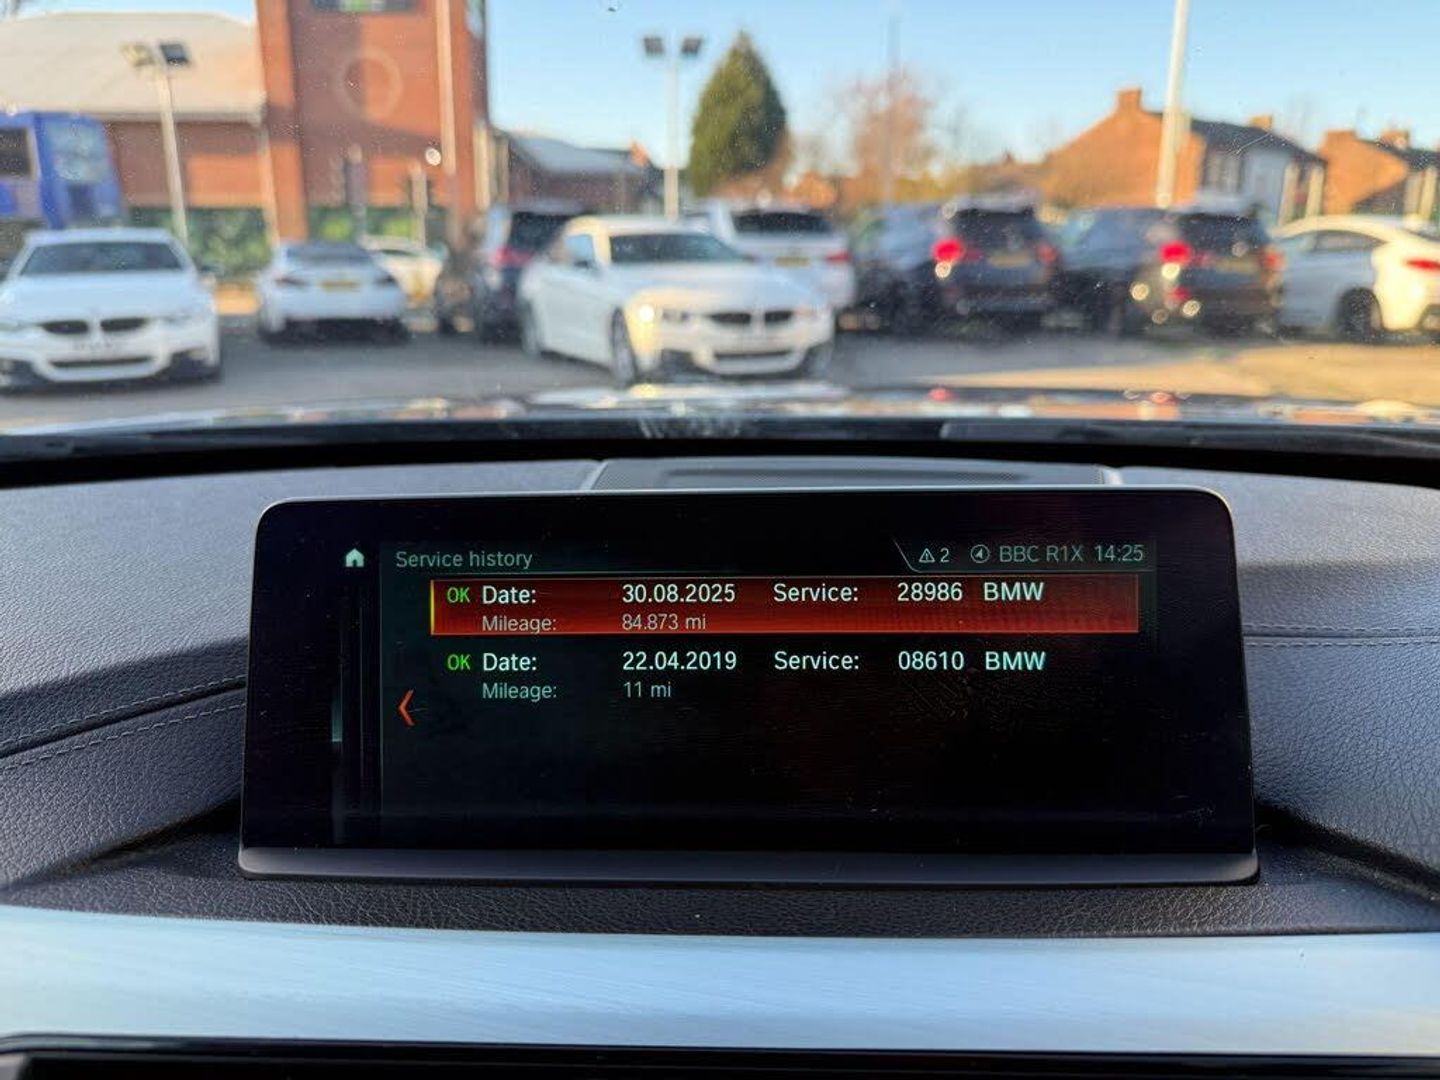 Service history
2 BBC R1X 14:25
OK Date: 30.08.2025 Service: 28986 BMW
Mileage: 84.873 mi
OK Date: 22.04.2019 Service: 08610 BMW
Mileage: 11 mi